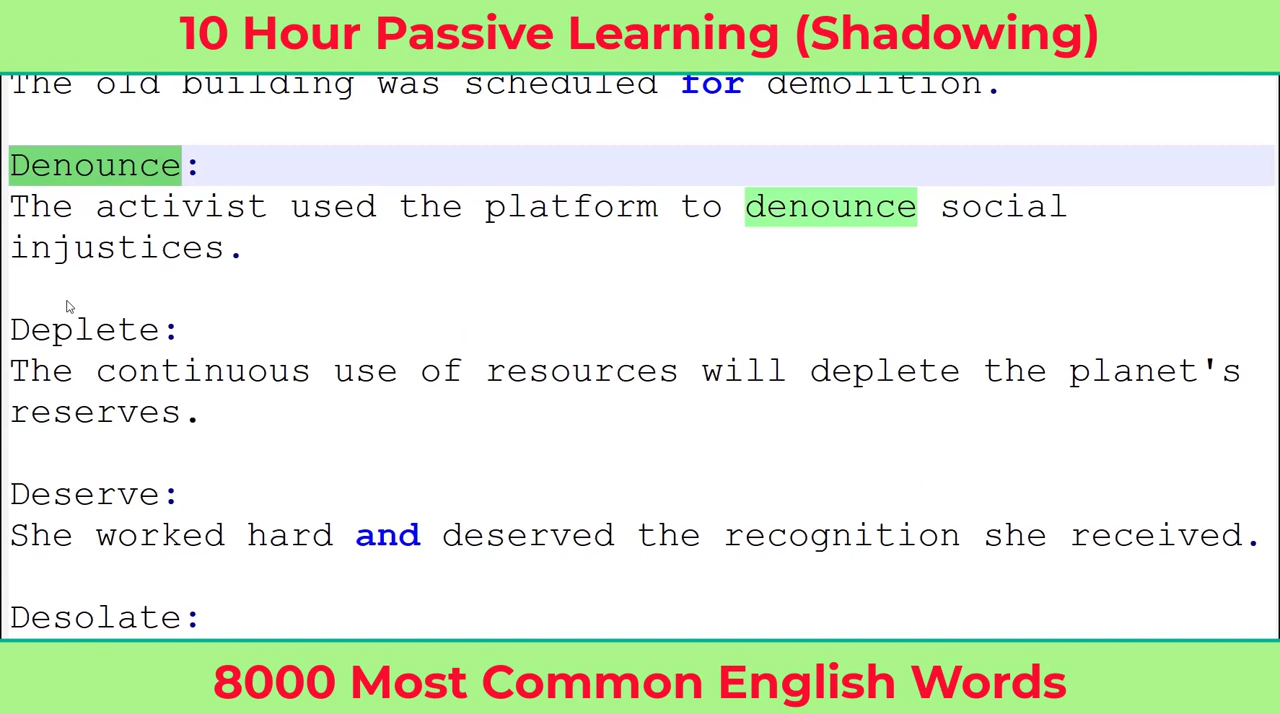 10 Hour Passive Learning (Shadowing)
The old building was scheduled for demolition.
Denounce:
The activist used the platform to denounce social
injustices.
Deplete:
The continuous use of resources will deplete the planet's
reserves.
Deserve:
She worked hard and deserved the recognition she received.
Desolate:
8000 Most Common English Words